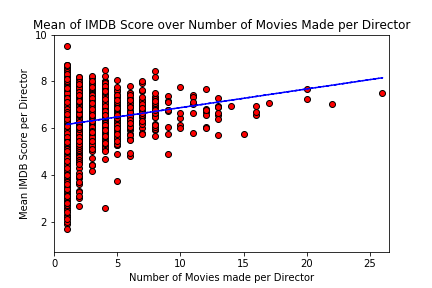 Mean of IMDB Score over Number of Movies Made per Director
10
8
6
4
2
Mean IMDB Score per Director
0 5 10 15 20 25
Number of Movies made per Director